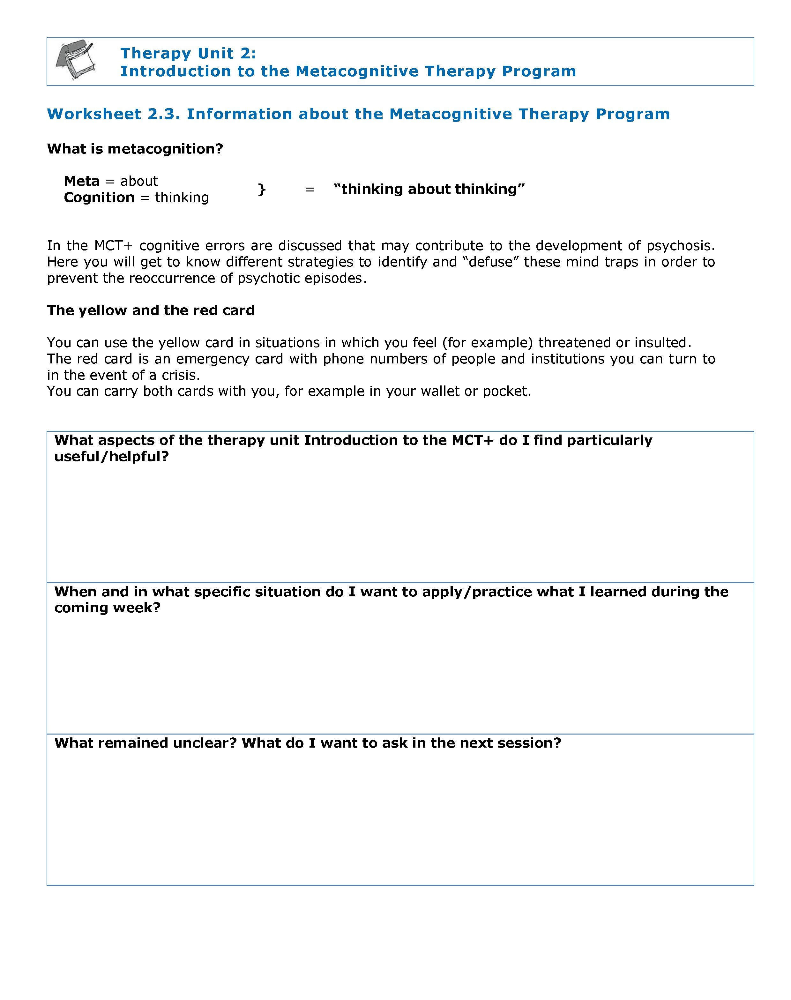 Therapy Unit 2:
Introduction to the Metacognitive Therapy Program
Worksheet 2.3. Information about the Metacognitive Therapy Program
What is metacognition?
Meta = about
Cognition = thinking
} = “thinking about thinking”
In the MCT+ cognitive errors are discussed that may contribute to the development of psychosis.
Here you will get to know different strategies to identify and “defuse” these mind traps in order to
prevent the reoccurrence of psychotic episodes.
The yellow and the red card
You can use the yellow card in situations in which you feel (for example) threatened or insulted.
The red card is an emergency card with phone numbers of people and institutions you can turn to
in the event of a crisis.
You can carry both cards with you, for example in your wallet or pocket.
What aspects of the therapy unit Introduction to the MCT+ do I find particularly
useful/helpful?
When and in what specific situation do I want to apply/practice what I learned during the
coming week?
What remained unclear? What do I want to ask in the next session?